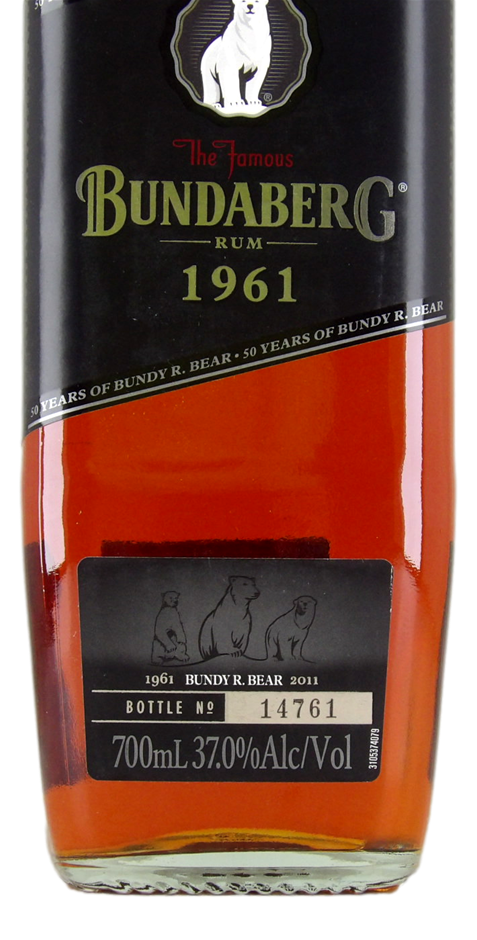 The Famous
BUNDABERG®
RUM
1961
50 YEARS OF BUNDY R. BEAR • 50 YEARS OF BUNDY R. BEAR
1961 BUNDY R. BEAR 2011
BOTTLE Nº 14761
700mL 37.0%Alc/Vol
3105374079